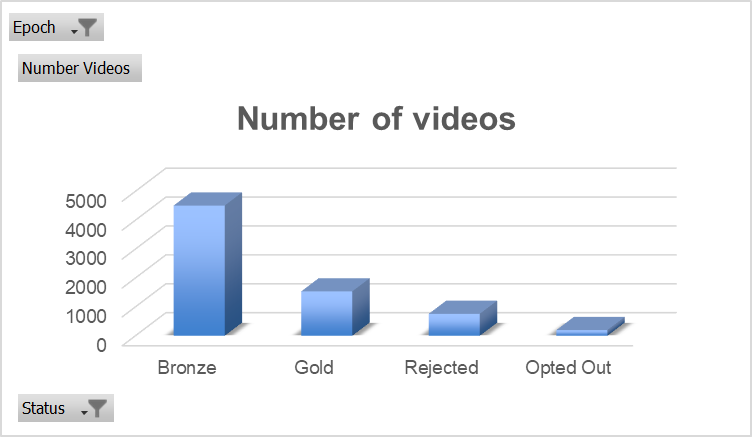 Epoch
Number Videos
Number of videos
5000
4000
3000
2000
1000
0
Bronze Gold Rejected Opted Out
Status